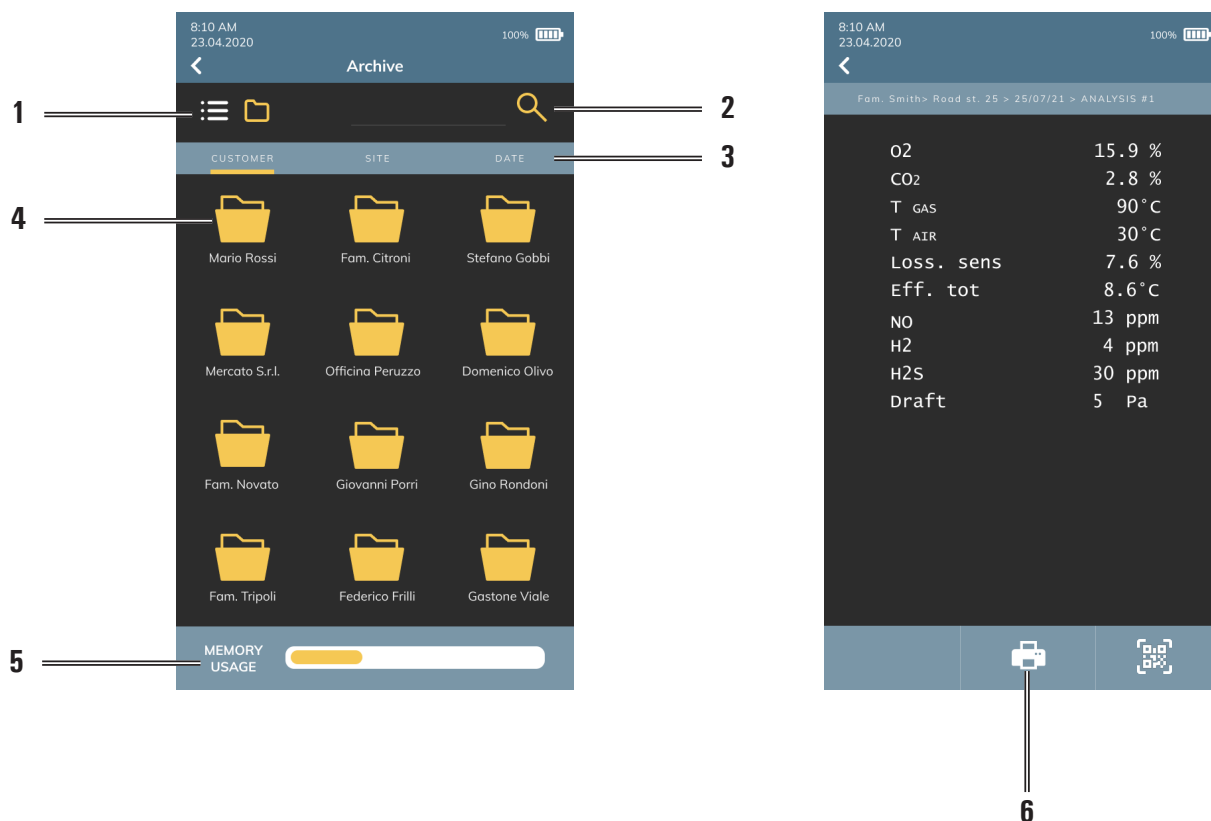 8:10 AM
23.04.2020
100%
Archive
1
2
CUSTOMER SITE DATE
3
4
Mario Rossi Fam. Citroni Stefano Gobbi
Mercato S.r.l. Officina Peruzzo Domenico Olivo
Fam. Novato Giovanni Porri Gino Rondoni
Fam. Tripoli Federico Frilli Gastone Viale
5
MEMORY
USAGE
8:10 AM
23.04.2020
100%
Fam. Smith> Road st. 25 > 25/07/21 > ANALYSIS #1
O2 15.9 %
CO2 2.8 %
T GAS 90°C
T AIR 30°C
Loss. sens 7.6 %
Eff. tot 8.6°C
NO 13 ppm
H2 4 ppm
H2S 30 ppm
Draft 5 Pa
6